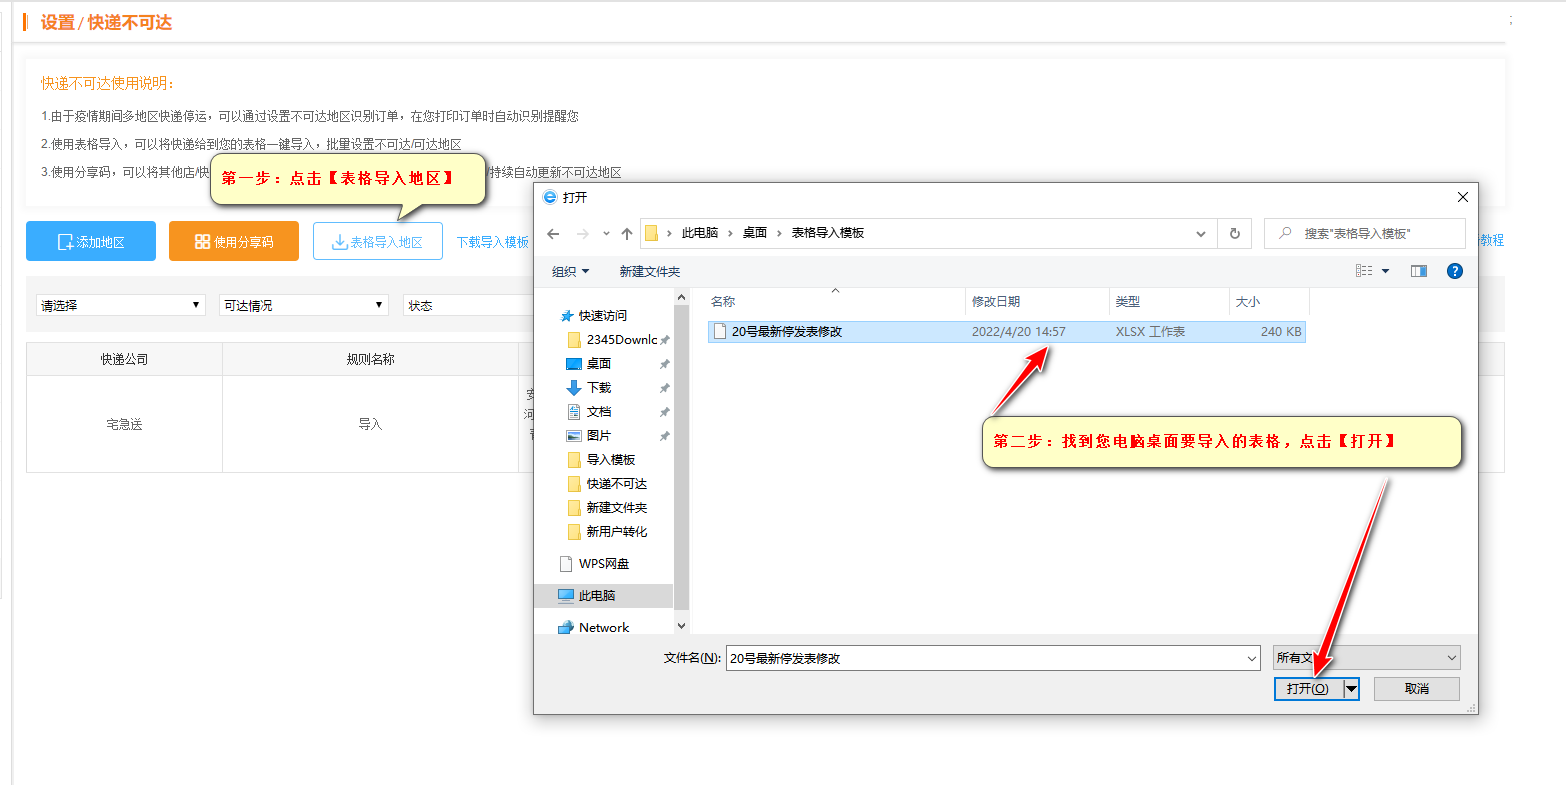 设置 / 快递不可达
;
快递不可达使用说明：
1.由于疫情期间多地区快递停运，可以通过设置不可达地区识别订单，在您打印订单时自动识别提醒您
2.使用表格导入，可以将快递给到您的表格一键导入，批量设置不可达/可达地区
3.使用分享码，可以将其他店/快
持续自动更新不可达地区
第一步：点击【表格导入地区】
添加地区
使用分享码
表格导入地区
下载导入模板
教程
请选择
可达情况
状态
快递公司
规则名称
宅急送
导入
打开
此电脑 › 桌面 › 表格导入模板
搜索"表格导入模板"
组织
新建文件夹
名称
修改日期
类型
大小
20号最新停发表修改
2022/4/20 14:57
XLSX 工作表
240 KB
快速访问
2345Downlc
桌面
下载
文档
图片
导入模板
快递不可达
新建文件夹
新用户转化
WPS网盘
此电脑
Network
第二步：找到您电脑桌面要导入的表格，点击【打开】
文件名(N):
20号最新停发表修改
所有文
打开(O)
取消